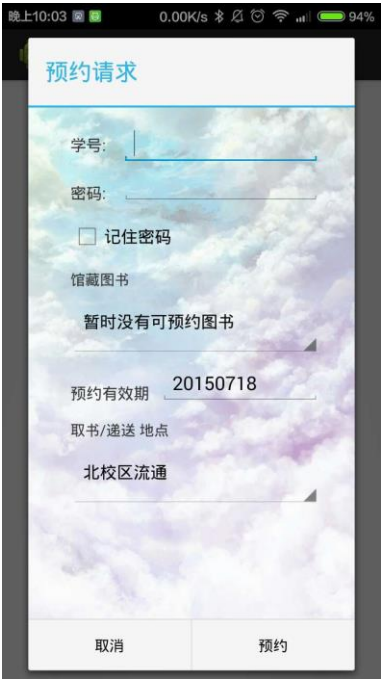 晚上10:03 0.00K/s 94%
预约请求
学号:
密码:
记住密码
馆藏图书
暂时没有可预约图书
预约有效期 20150718
取书/递送 地点
北校区流通
取消 预约